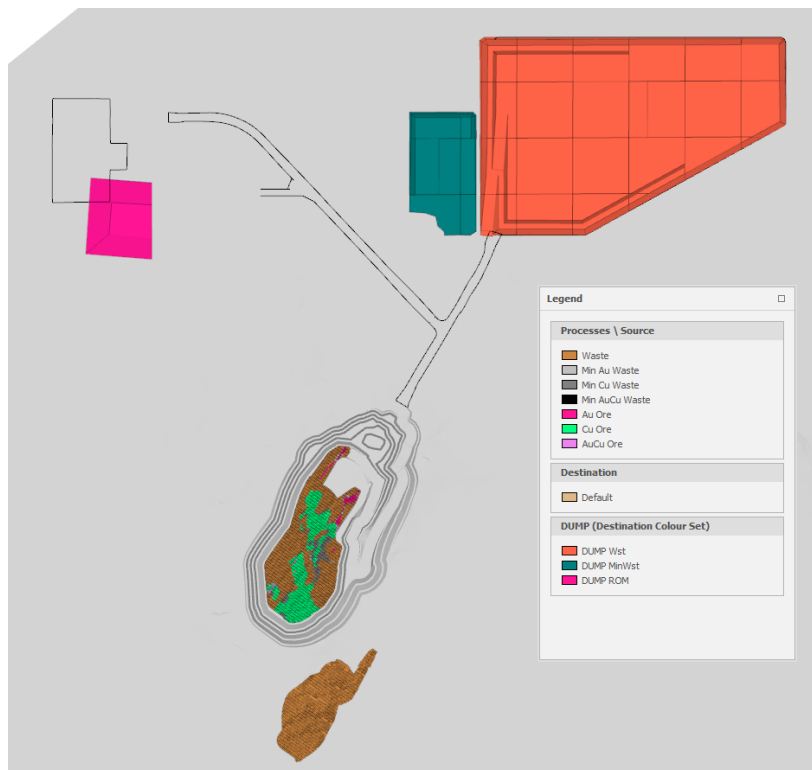 Legend
Processes \ Source
Waste
Min Au Waste
Min Cu Waste
Min AuCu Waste
Au Ore
Cu Ore
AuCu Ore
Destination
Default
DUMP (Destination Colour Set)
DUMP Wst
DUMP MinWst
DUMP ROM